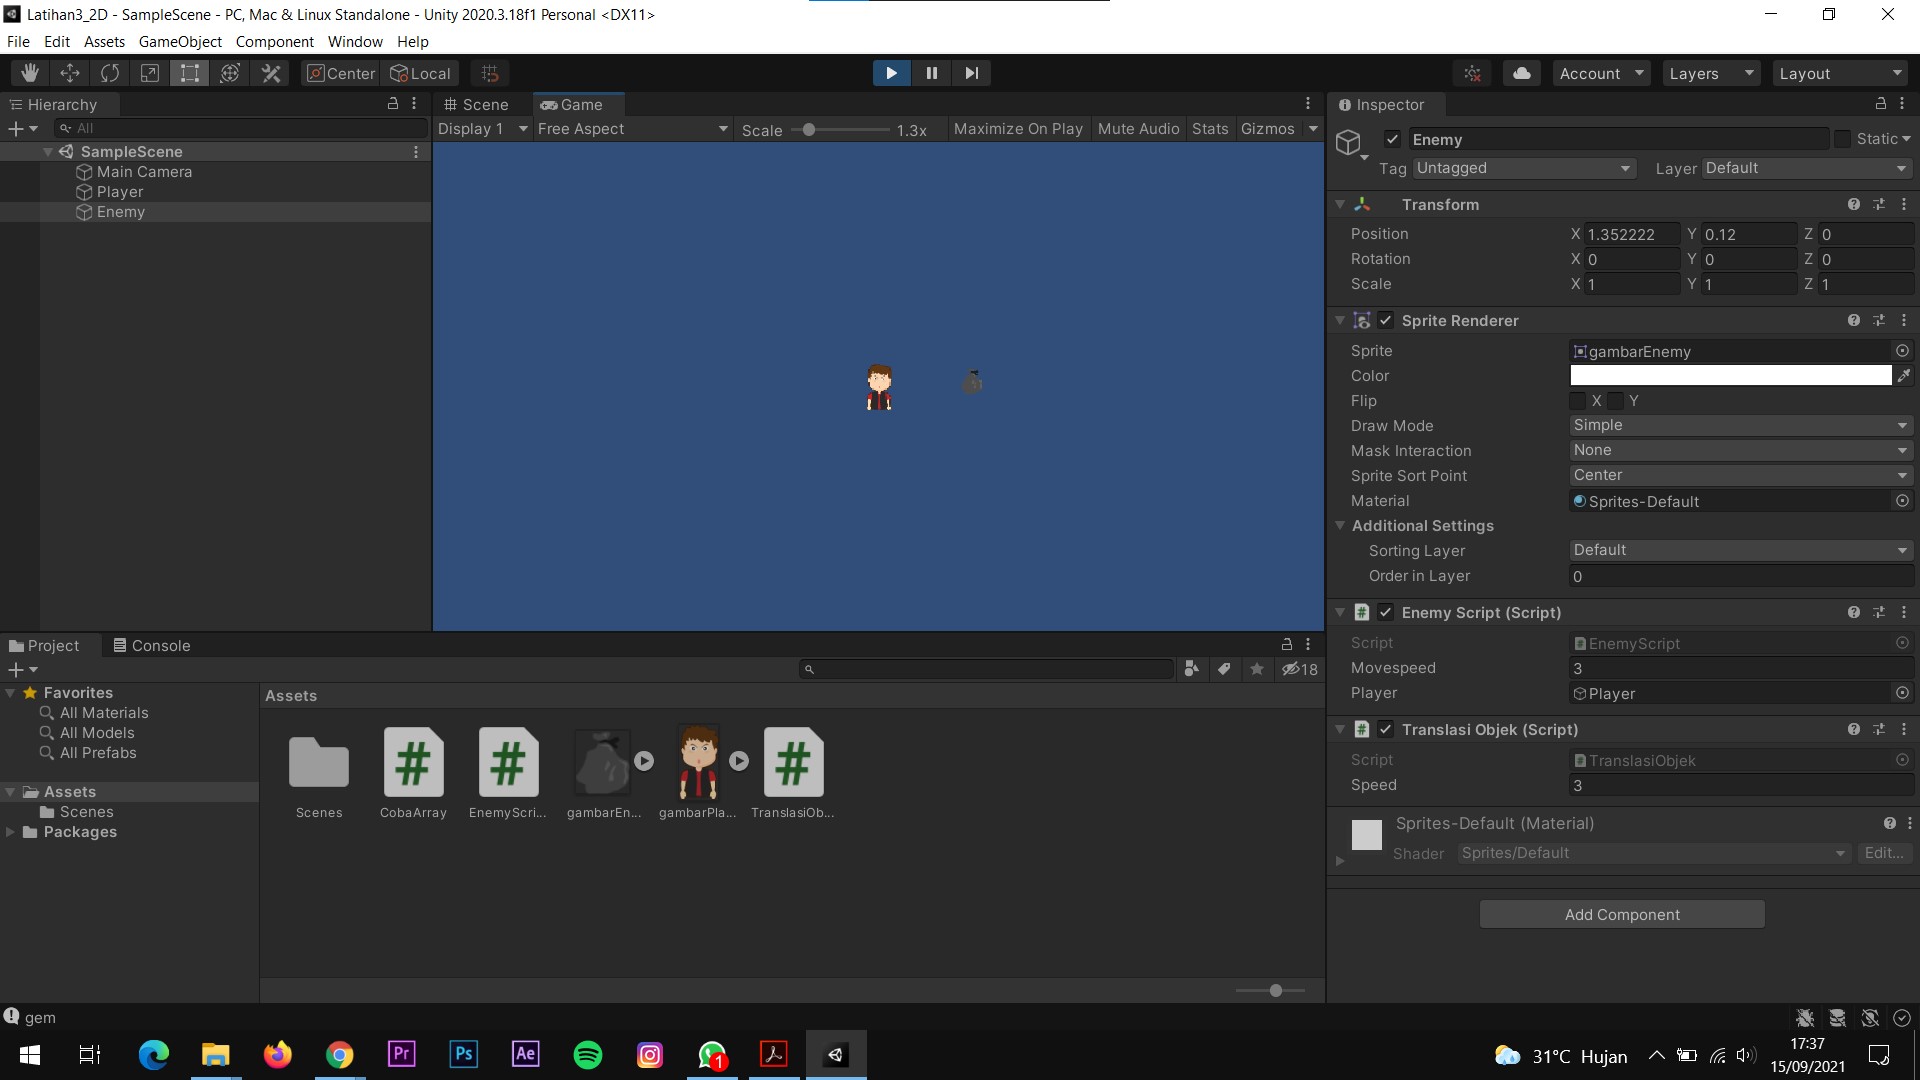 Latihan3_2D - SampleScene - PC, Mac & Linux Standalone - Unity 2020.3.18f1 Personal <DX11>
File Edit Assets GameObject Component Window Help
Center Local Account Layers Layout
Hierarchy
All
SampleScene
Main Camera
Player
Enemy
Scene Game
Display 1 Free Aspect Scale 1.3x Maximize On Play Mute Audio Stats Gizmos
Inspector
Enemy Static
Tag Untagged Layer Default
Transform
Position X 1.352222 Y 0.12 Z 0
Rotation X 0 Y 0 Z 0
Scale X 1 Y 1 Z 1
Sprite Renderer
Sprite gambarEnemy
Color
Flip X Y
Draw Mode Simple
Mask Interaction None
Sprite Sort Point Center
Material Sprites-Default
Additional Settings
Sorting Layer Default
Order in Layer 0
# Enemy Script (Script)
Script EnemyScript
Movespeed 3
Player Player
# Translasi Objek (Script)
Script TranslasiObjek
Speed 3
Sprites-Default (Material)
Shader Sprites/Default Edit...
Add Component
Project Console
18
Favorites
All Materials
All Models
All Prefabs
Assets
Scenes
Packages
Assets
# # #
Scenes CobaArray EnemyScri... gambarEn... gambarPla... TranslasiOb...
gem
Pr Ps Ae 1
31°C Hujan
17:37
15/09/2021